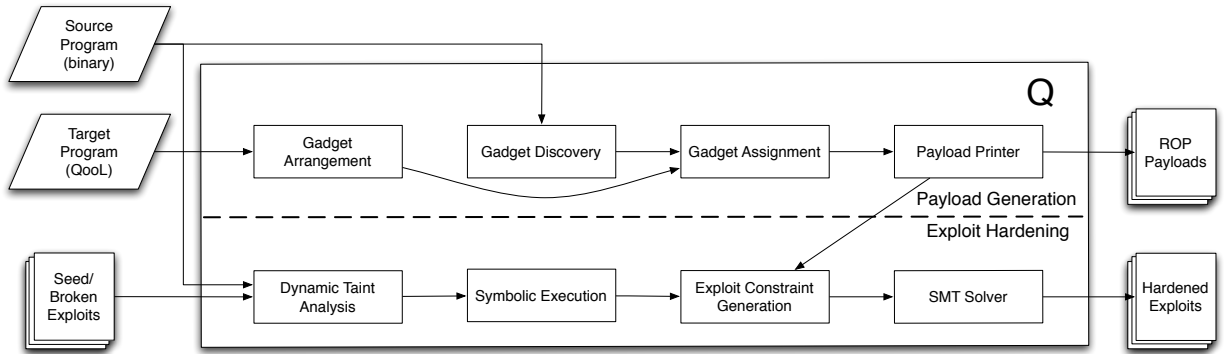 Source
Program
(binary)
Q
Target
Program
(QooL)
Gadget
Arrangement
Gadget Discovery
Gadget Assignment
Payload Printer
ROP
Payloads
Payload Generation
Exploit Hardening
Seed/
Broken
Exploits
Dynamic Taint
Analysis
Symbolic Execution
Exploit Constraint
Generation
SMT Solver
Hardened
Exploits